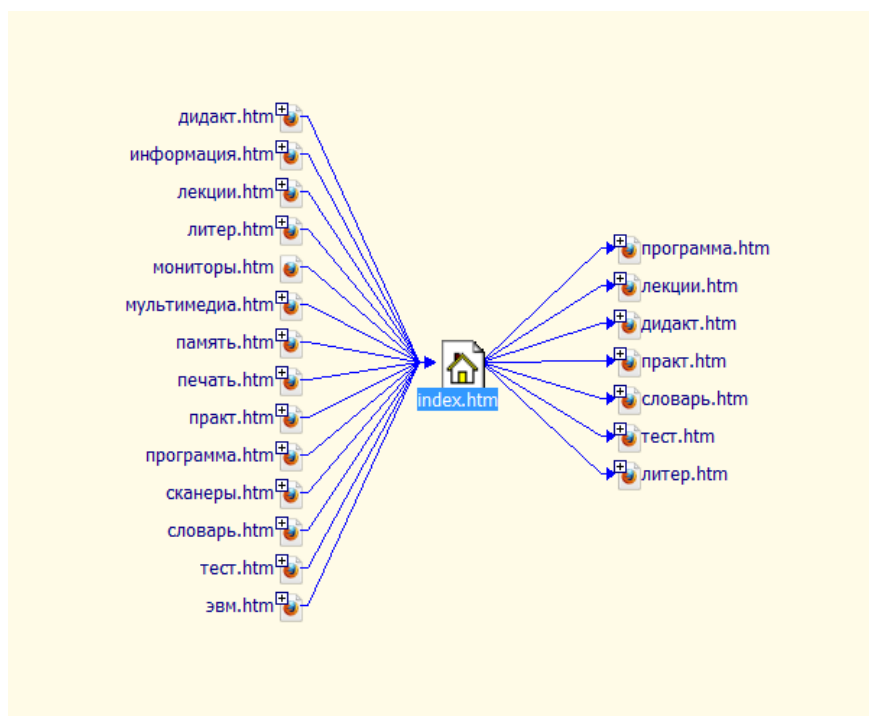 дидакт.htm
информация.htm
лекции.htm
литер.htm
мониторы.htm
мультимедиа.htm
память.htm
печать.htm
практ.htm
программа.htm
сканеры.htm
словарь.htm
тест.htm
эвм.htm
index.htm
программа.htm
лекции.htm
дидакт.htm
практ.htm
словарь.htm
тест.htm
литер.htm